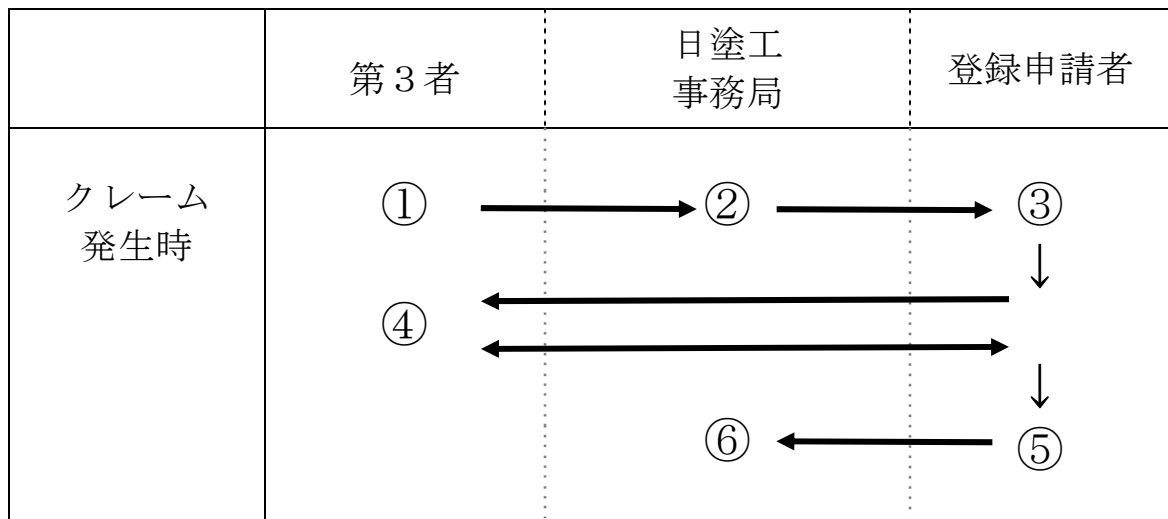 第３者
日塗工
事務局
登録申請者
クレーム
発生時
①
②
③
④
⑥
⑤